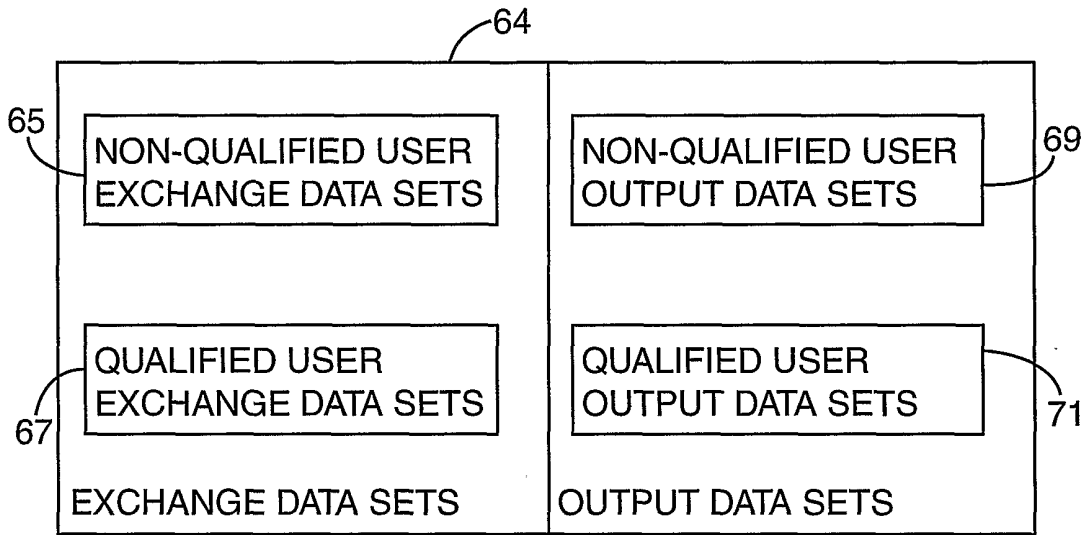 64
65
NON-QUALIFIED USER
EXCHANGE DATA SETS
NON-QUALIFIED USER
OUTPUT DATA SETS
69
QUALIFIED USER
EXCHANGE DATA SETS
67
QUALIFIED USER
OUTPUT DATA SETS
71
EXCHANGE DATA SETS
OUTPUT DATA SETS